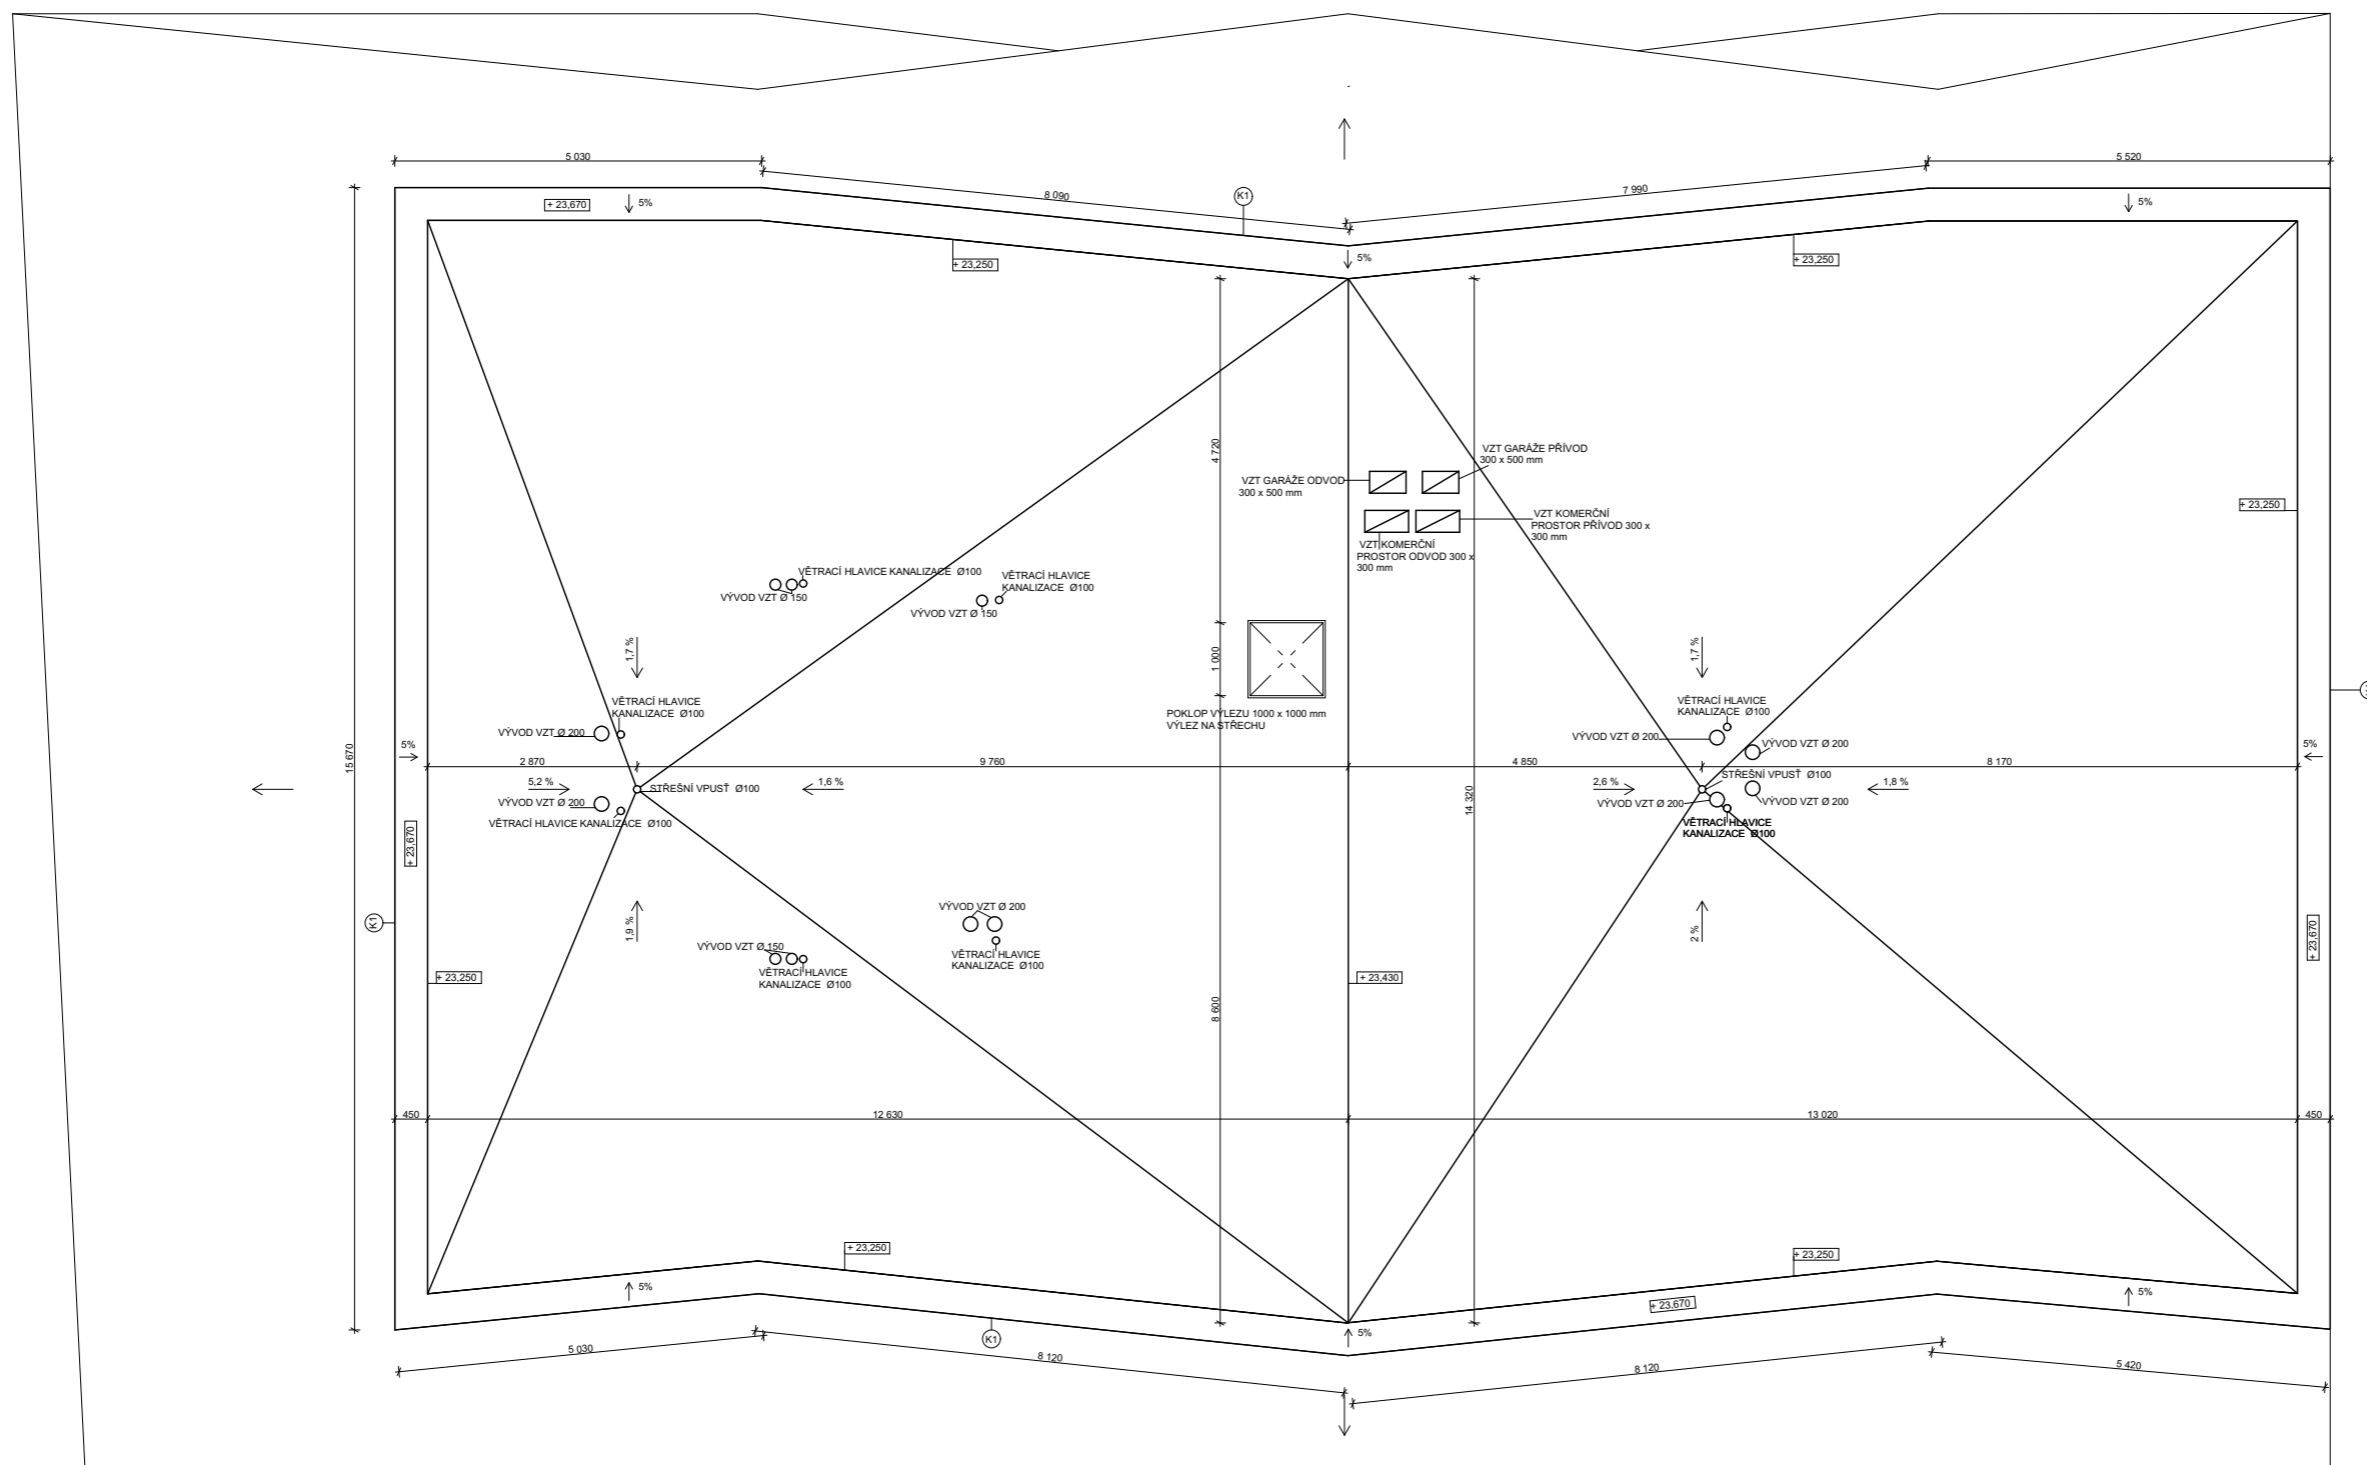 5 030
5 520
8 090
7 990
K1
+ 23,670
5%
5%
5%
+ 23,250
+ 23,250
4 720
VZT GARÁŽE PŘÍVOD
300 x 500 mm
VZT GARÁŽE ODVOD
300 x 500 mm
+ 23,250
VZT KOMERČNÍ
PROSTOR PŘÍVOD 300 x
300 mm
VZT KOMERČNÍ
PROSTOR ODVOD 300 x
300 mm
VĚTRACÍ HLAVICE KANALIZACE Ø100
VÝVOD VZT Ø 150
VĚTRACÍ HLAVICE
KANALIZACE Ø100
VÝVOD VZT Ø 150
1,7 %
1 000
1,7 %
VĚTRACÍ HLAVICE
KANALIZACE Ø100
VÝVOD VZT Ø 200
POKLOP VÝLEZU 1000 x 1000 mm
VÝLEZ NA STŘECHU
VĚTRACÍ HLAVICE
KANALIZACE Ø100
VÝVOD VZT Ø 200
VÝVOD VZT Ø 200
15 670
5%
5%
2 870
9 760
4 850
8 170
5,2 %
STŘEŠNÍ VPUSŤ Ø100
1,6 %
14 320
2,6 %
STŘEŠNÍ VPUSŤ Ø100
1,8 %
VÝVOD VZT Ø 200
VĚTRACÍ HLAVICE KANALIZACE Ø100
VÝVOD VZT Ø 200
VÝVOD VZT Ø 200
VĚTRACÍ HLAVICE
KANALIZACE Ø100
+ 23,670
K1
1,9 %
VÝVOD VZT Ø 200
2 %
+ 23,670
VÝVOD VZT Ø 150
VĚTRACÍ HLAVICE
KANALIZACE Ø100
VĚTRACÍ HLAVICE
KANALIZACE Ø100
+ 23,250
+ 23,430
8 600
450
12 630
13 020
450
+ 23,250
+ 23,250
5%
5%
+ 23,670
K1
5%
5 030
8 120
8 120
5 420